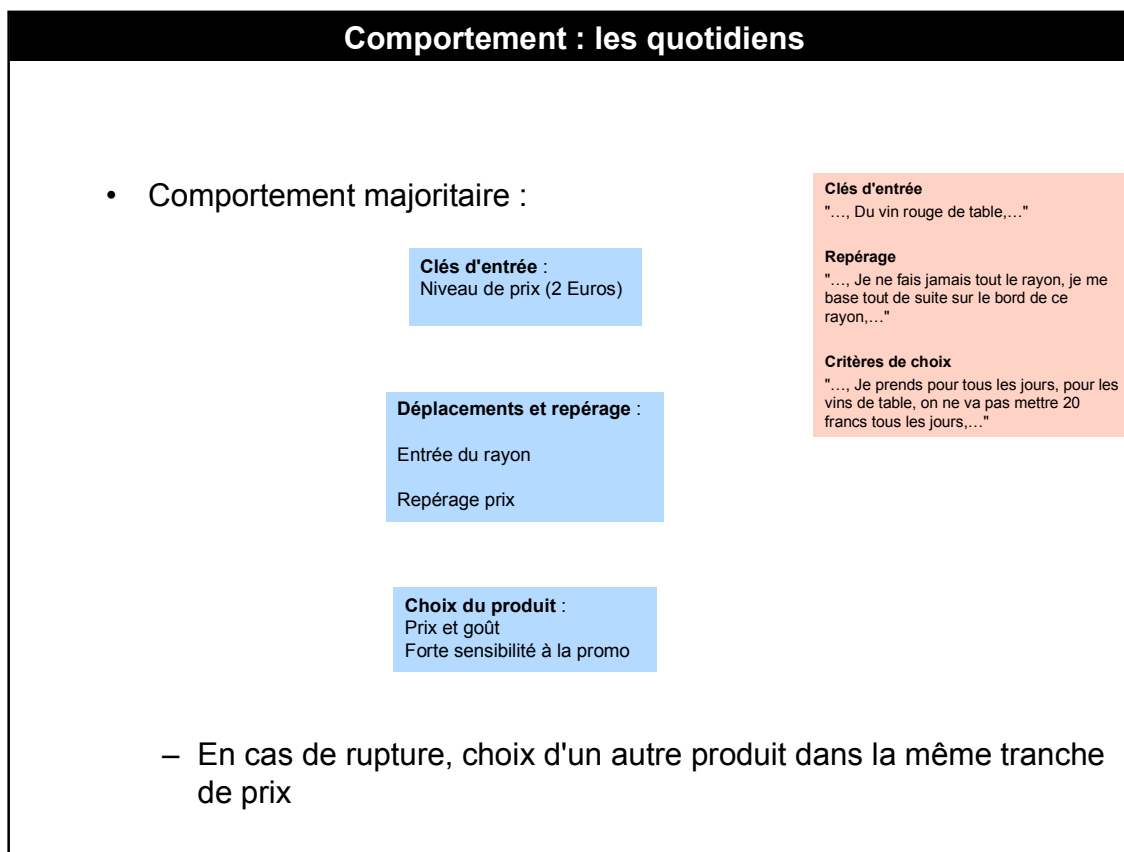 Comportement : les quotidiens
• Comportement majoritaire :
Clés d'entrée :
Niveau de prix (2 Euros)
Déplacements et repérage :
Entrée du rayon
Repérage prix
Choix du produit :
Prix et goût
Forte sensibilité à la promo
Clés d'entrée
"…, Du vin rouge de table,…"
Repérage
"…, Je ne fais jamais tout le rayon, je me
base tout de suite sur le bord de ce
rayon,…"
Critères de choix
"…, Je prends pour tous les jours, pour les
vins de table, on ne va pas mettre 20
francs tous les jours,…"
– En cas de rupture, choix d'un autre produit dans la même tranche
de prix